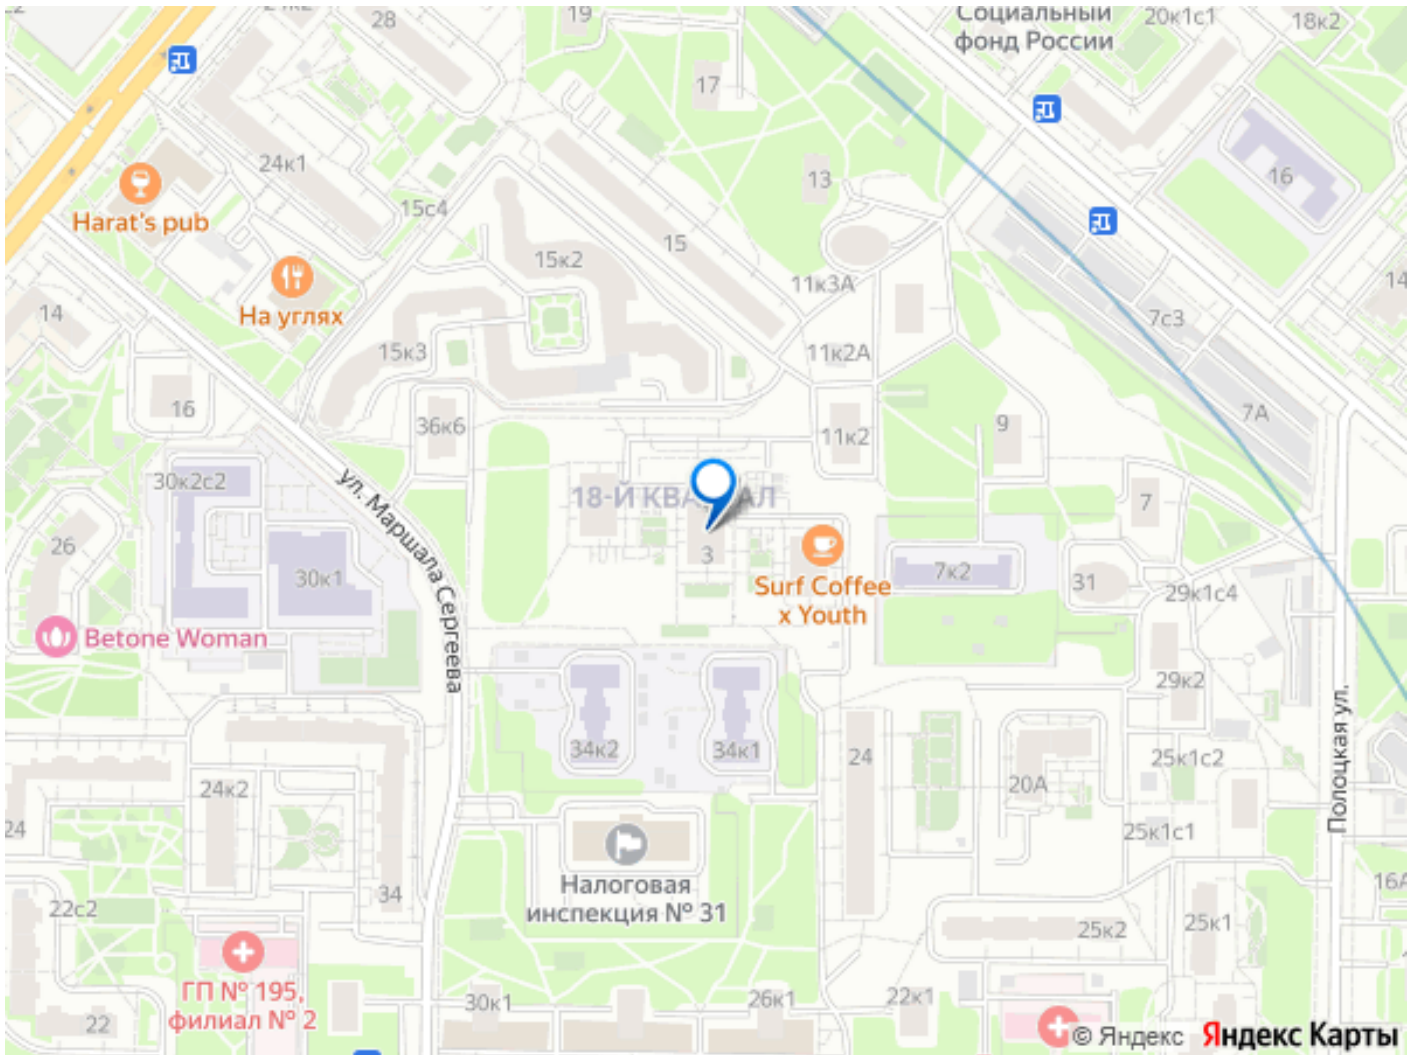 24к2
28
19
Социальный
фонд России
20к1с1
18к2
17
24к1
13
16
Harat's pub
15с4
15
15к2
11к3А
14
На углях
14
7с3
15к3
11к2А
16
36к6
11к2
9
7А
30к2с2
ул. Маршала Сергеева
18-Й КВАРТАЛ
7
26
30к1
3
Surf Coffee
x Youth
7к2
31
29к1с4
Betone Woman
29к2
34к2
34к1
24
25к1с2
Полоцкая ул.
24к2
20А
24
25к1с1
Налоговая
инспекция № 31
34
16А
22с2
25к2
25к1
ГП № 195,
филиал № 2
22
30к1
26к1
22к1
© Яндекс Яндекс Карты